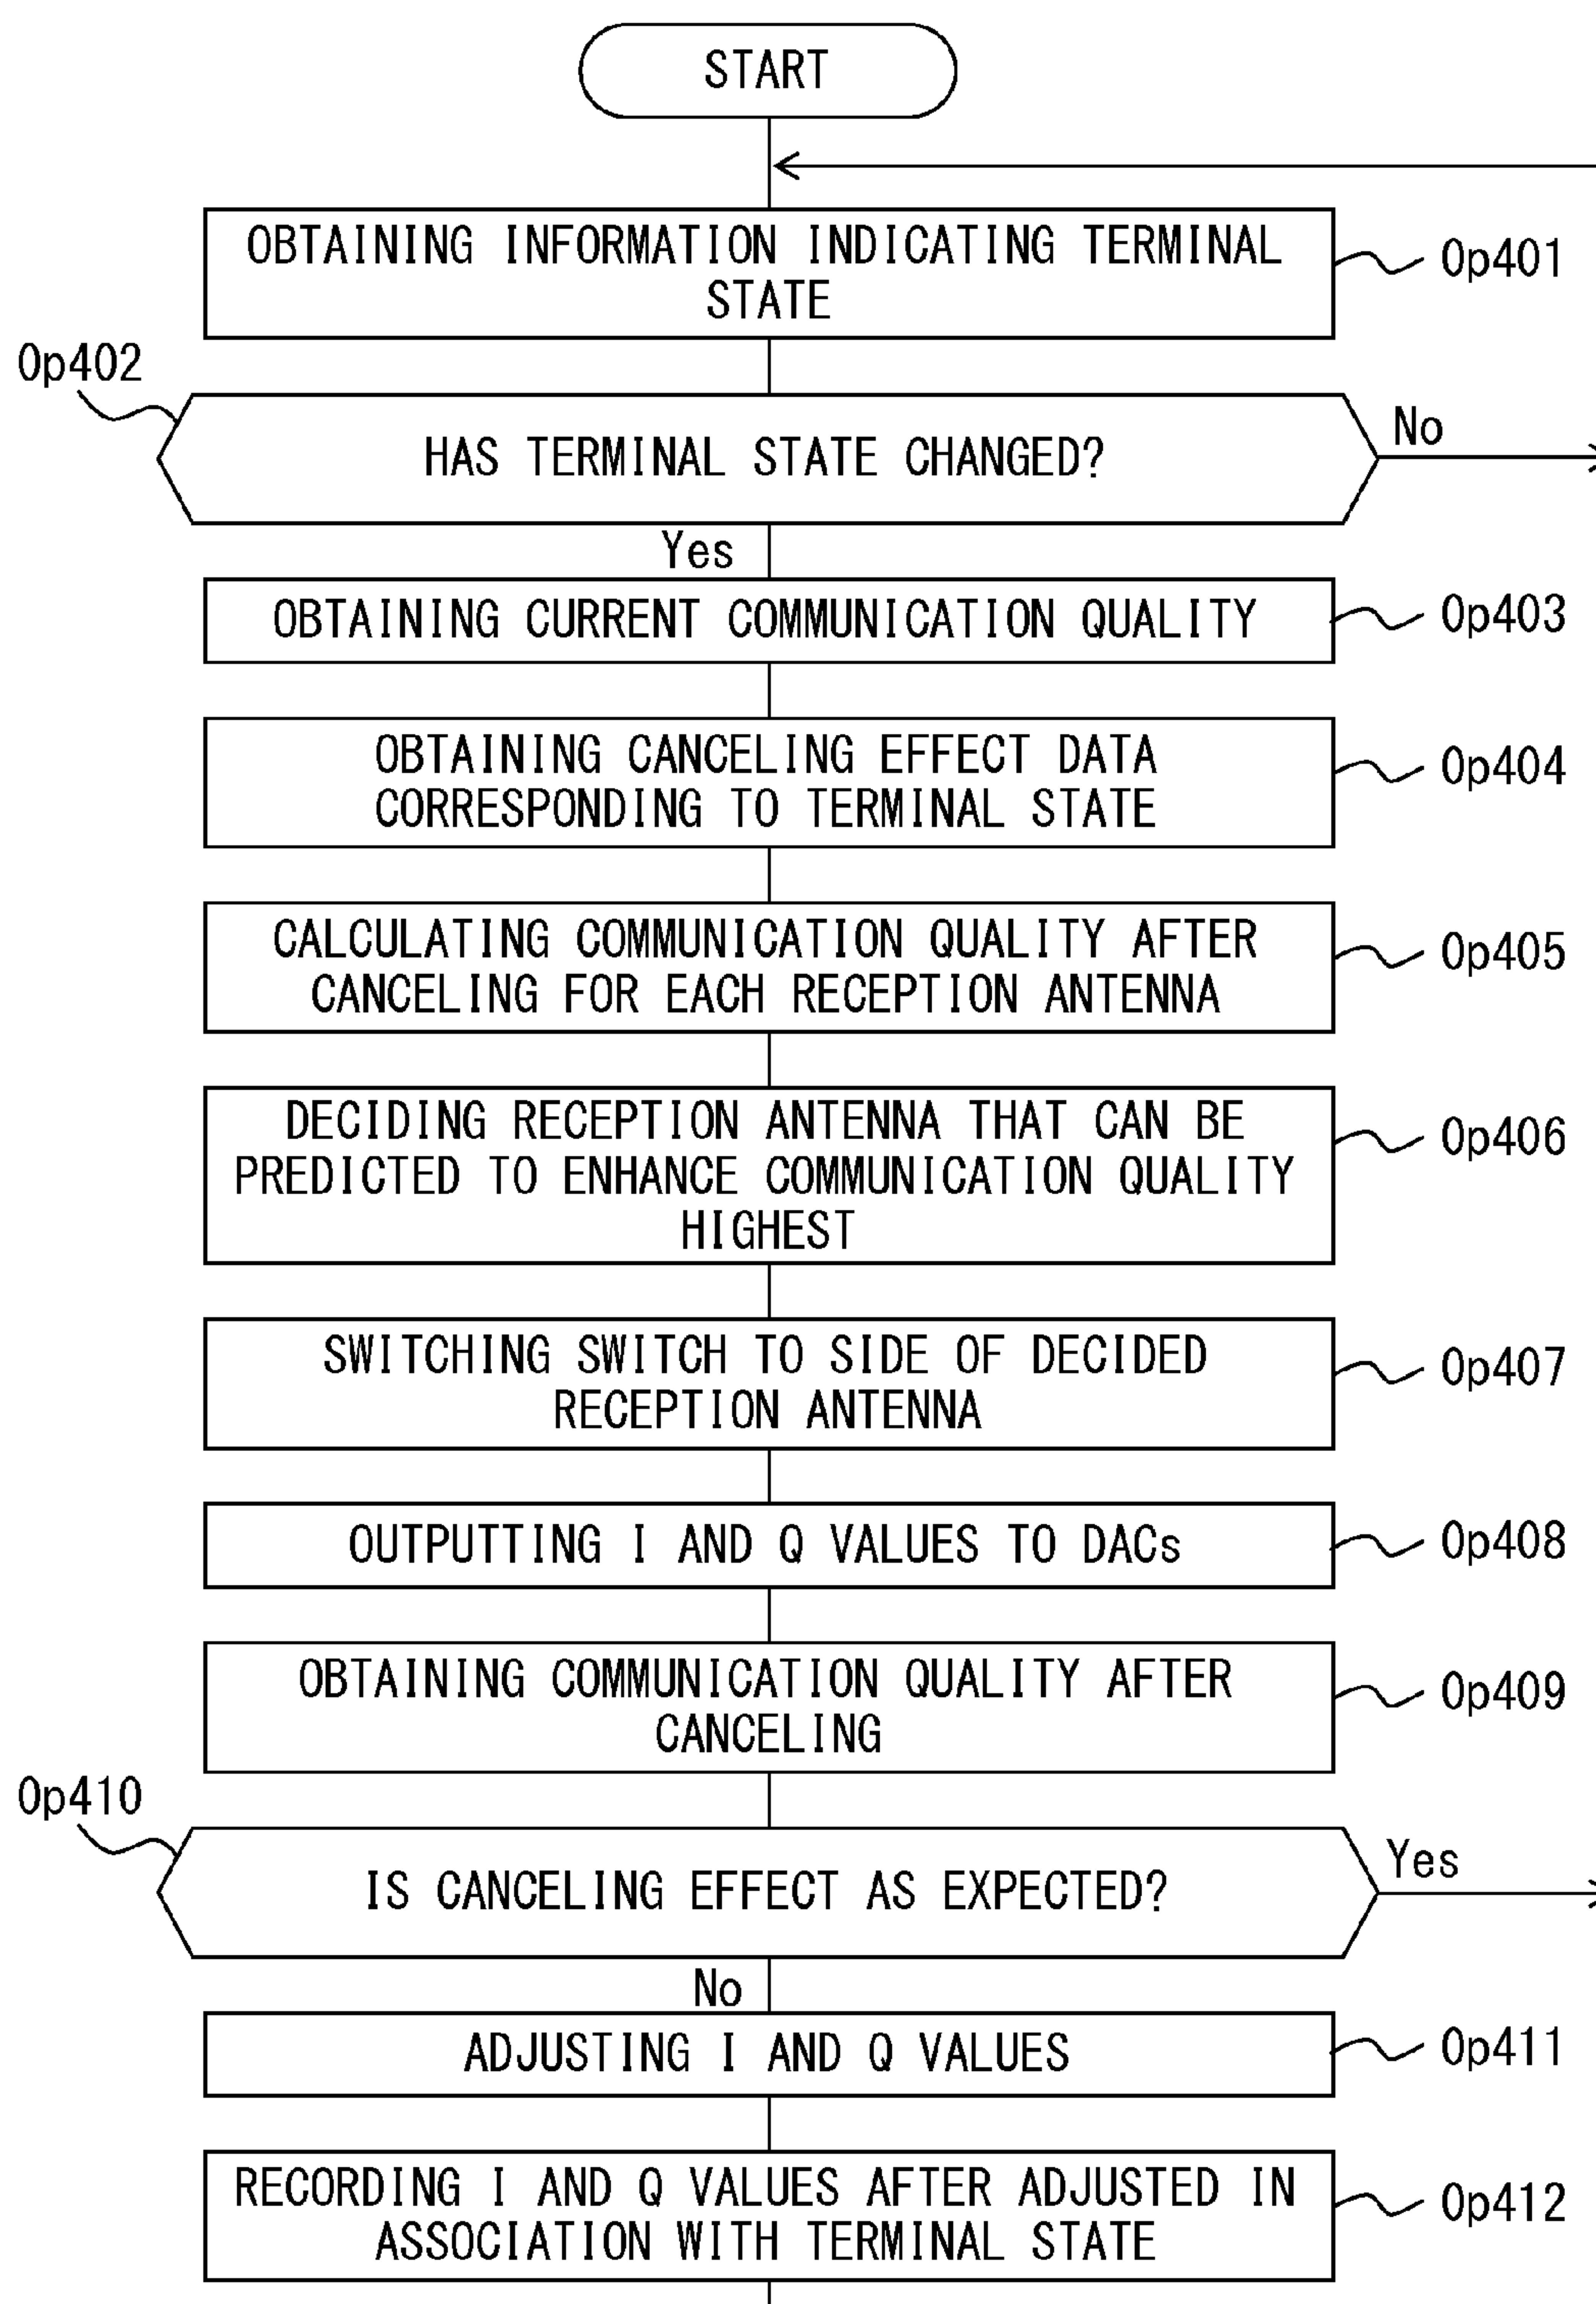 START
OBTAINING INFORMATION INDICATING TERMINAL
STATE
Op401
Op402
HAS TERMINAL STATE CHANGED?
No
Yes
OBTAINING CURRENT COMMUNICATION QUALITY
Op403
OBTAINING CANCELING EFFECT DATA
CORRESPONDING TO TERMINAL STATE
Op404
CALCULATING COMMUNICATION QUALITY AFTER
CANCELING FOR EACH RECEPTION ANTENNA
Op405
DECIDING RECEPTION ANTENNA THAT CAN BE
PREDICTED TO ENHANCE COMMUNICATION QUALITY
HIGHEST
Op406
SWITCHING SWITCH TO SIDE OF DECIDED
RECEPTION ANTENNA
Op407
OUTPUTTING I AND Q VALUES TO DACs
Op408
OBTAINING COMMUNICATION QUALITY AFTER
CANCELING
Op409
Op410
IS CANCELING EFFECT AS EXPECTED?
Yes
No
ADJUSTING I AND Q VALUES
Op411
RECORDING I AND Q VALUES AFTER ADJUSTED IN
ASSOCIATION WITH TERMINAL STATE
Op412